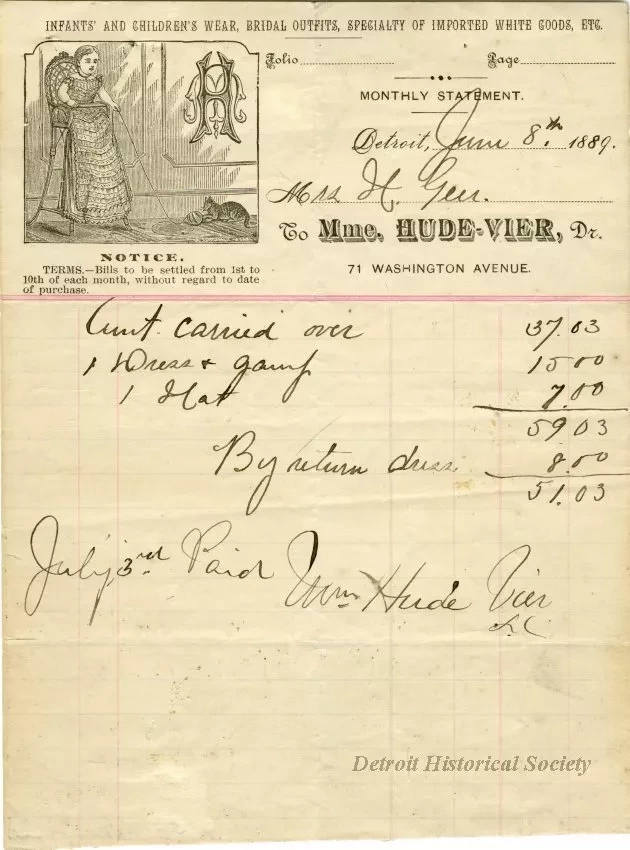 INFANTS' AND CHILDREN'S WEAR, BRIDAL OUTFITS, SPECIALTY OF IMPORTED WHITE GOODS, ETC.
Folio
Page
MONTHLY STATEMENT.
Detroit, June 8th 1889.
Mrs H. Geer.
To Mme. HUDE-VIER, Dr.
71 WASHINGTON AVENUE.
NOTICE.
TERMS.—Bills to be settled from 1st to
10th of each month, without regard to date
of purchase.
Amt. carried over 37.03
1 Dress + gamp 15 00
1 Hat 7.00
59 03
By return dress 8.00
51.03
July 3rd Paid Mm Hude Vier
Detroit Historical Society